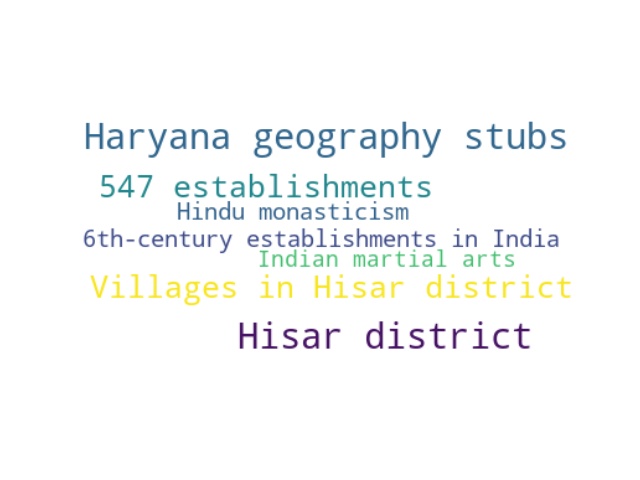 Haryana geography stubs
547 establishments
Hindu monasticism
6th-century establishments in India
Indian martial arts
Villages in Hisar district
Hisar district